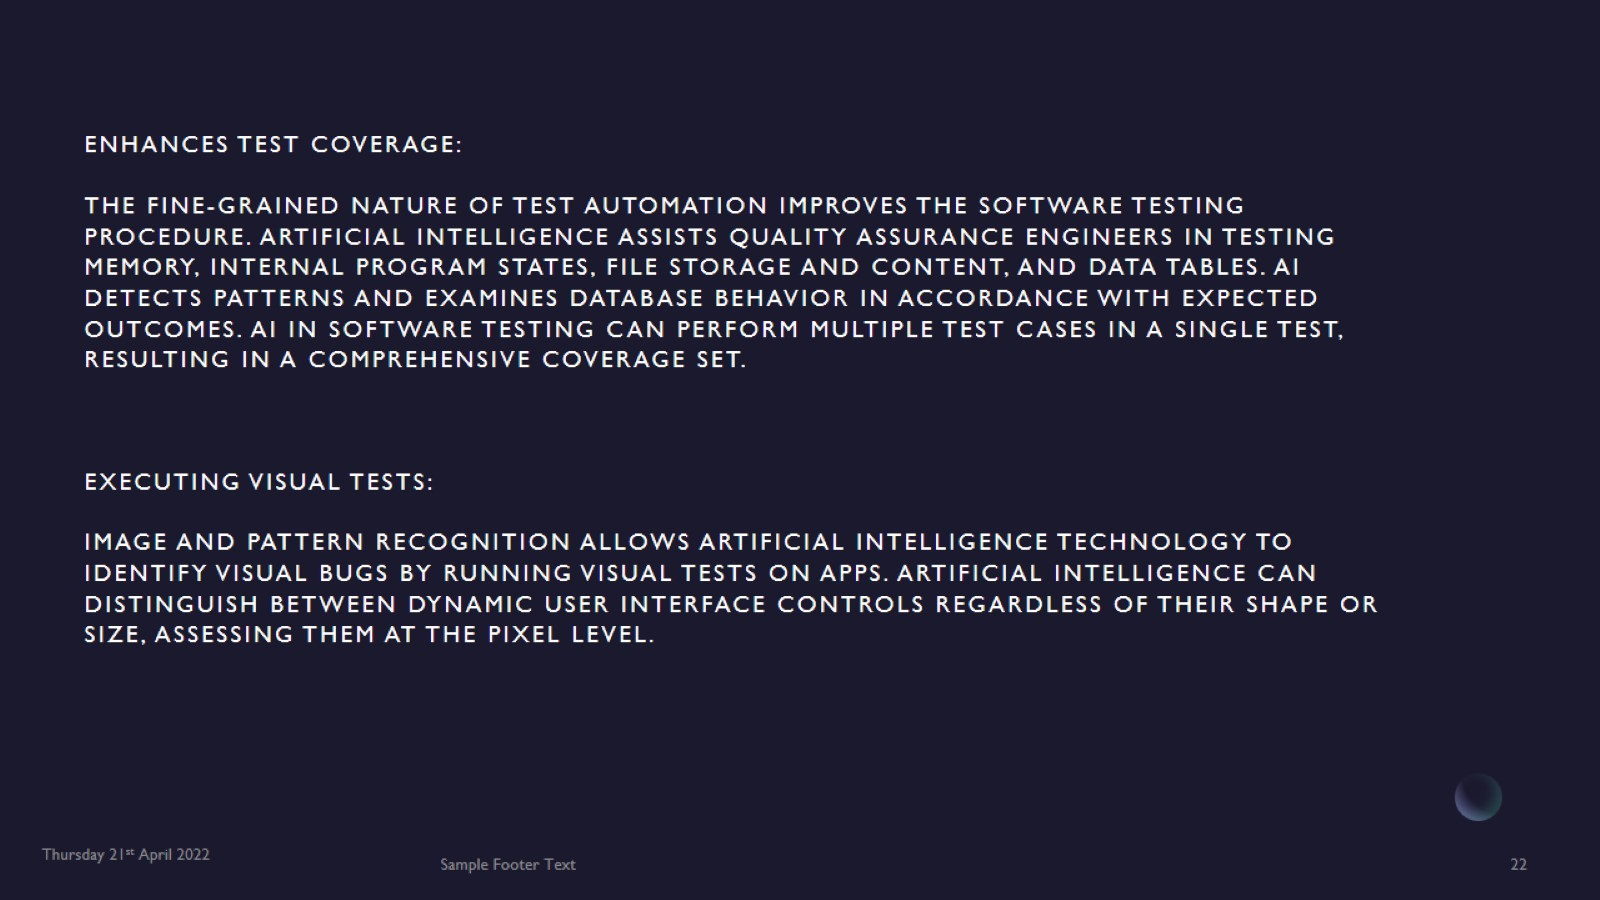 ENHANCES TEST COVERAGE:
THE FINE-GRAINED NATURE OF TEST AUTOMATION IMPROVES THE SOFTWARE TESTING
PROCEDURE. ARTIFICIAL INTELLIGENCE ASSISTS QUALITY ASSURANCE ENGINEERS IN TESTING
MEMORY, INTERNAL PROGRAM STATES, FILE STORAGE AND CONTENT, AND DATA TABLES. AI
DETECTS PATTERNS AND EXAMINES DATABASE BEHAVIOR IN ACCORDANCE WITH EXPECTED
OUTCOMES. AI IN SOFTWARE TESTING CAN PERFORM MULTIPLE TEST CASES IN A SINGLE TEST,
RESULTING IN A COMPREHENSIVE COVERAGE SET.
EXECUTING VISUAL TESTS:
IMAGE AND PATTERN RECOGNITION ALLOWS ARTIFICIAL INTELLIGENCE TECHNOLOGY TO
IDENTIFY VISUAL BUGS BY RUNNING VISUAL TESTS ON APPS. ARTIFICIAL INTELLIGENCE CAN
DISTINGUISH BETWEEN DYNAMIC USER INTERFACE CONTROLS REGARDLESS OF THEIR SHAPE OR
SIZE, ASSESSING THEM AT THE PIXEL LEVEL.
Thursday 21st April 2022
Sample Footer Text
22